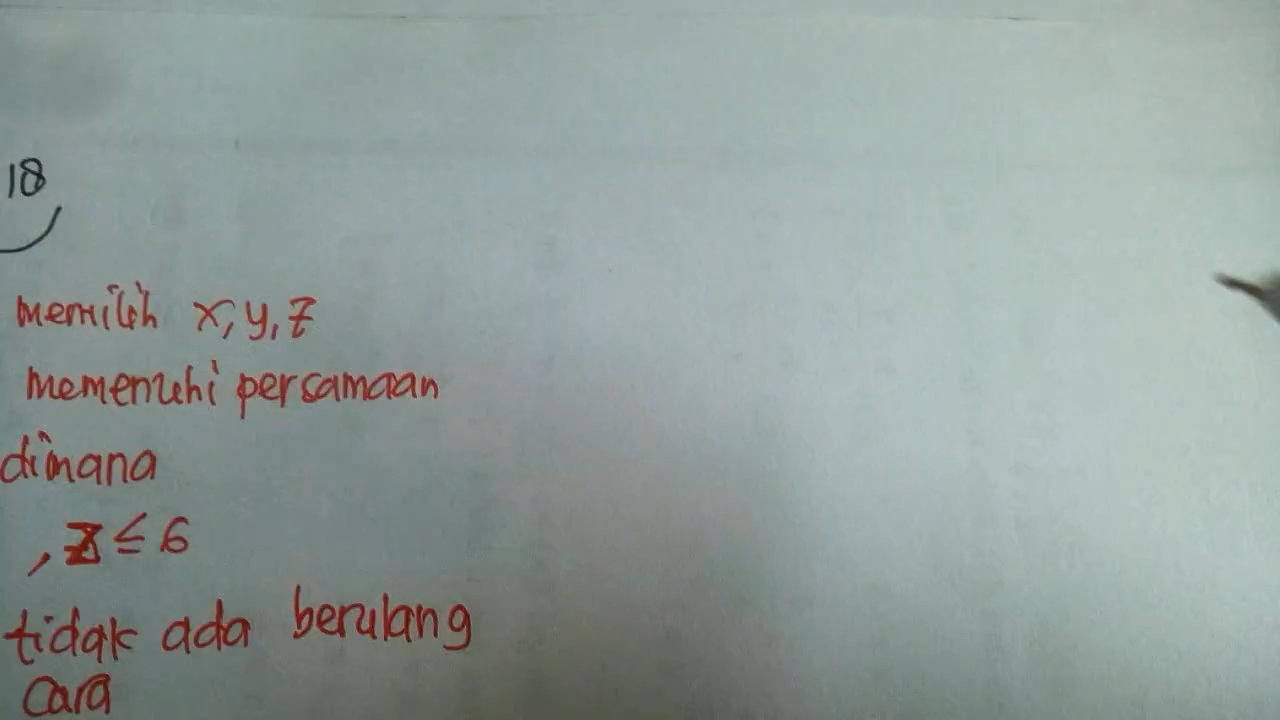 18
memilih x, y, z
memenuhi persamaan
dimana
, z ≤ 6
tidak ada berulang
cara